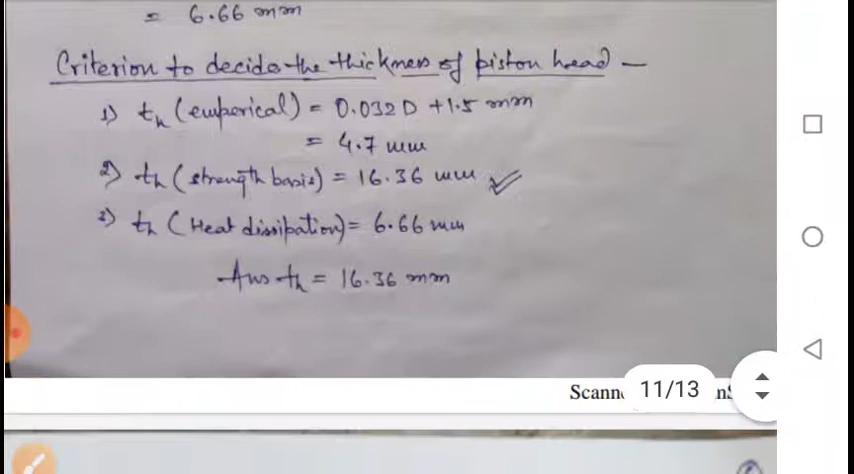 = 6.66 mm
Criterion to decide the thickness of piston head —
1) th (emperical) = 0.032D + 1.5 mm
= 4.7 mm
2) th (strength basis) = 16.36 mm
3) th (Heat dissipation) = 6.66 mm
Ans th = 16.36 mm
11/13